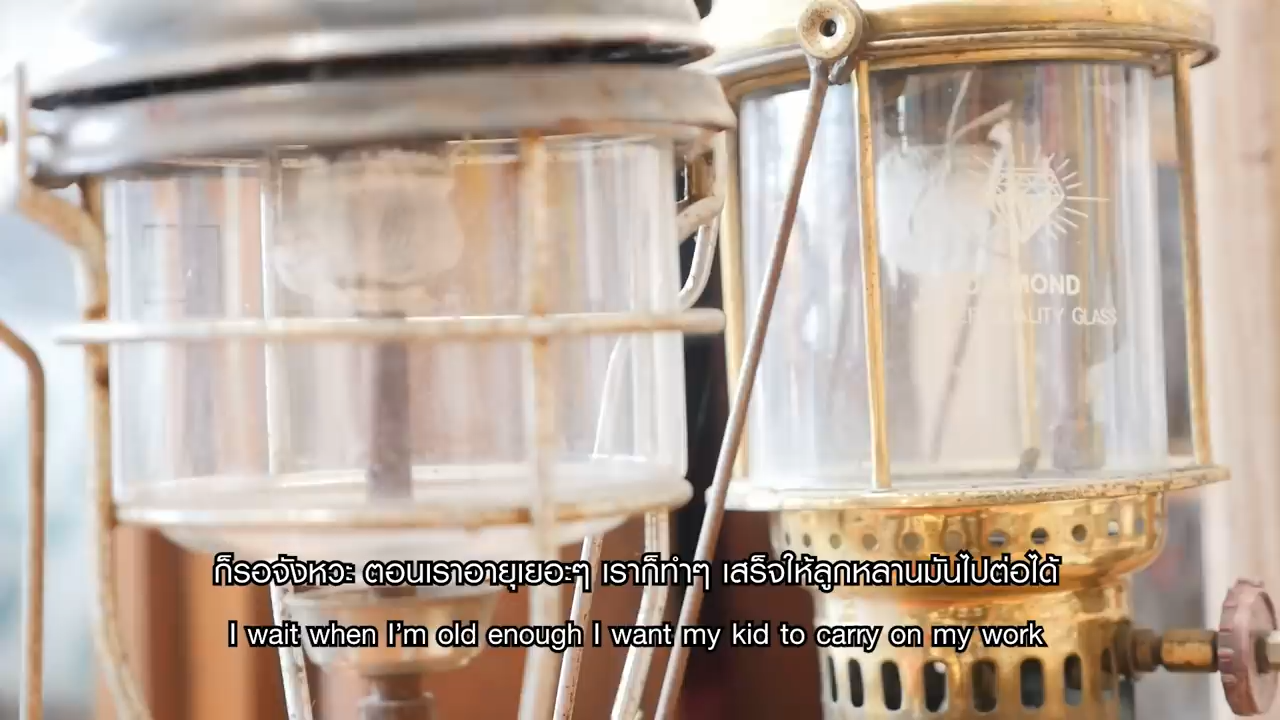 MOND
QUALITY GLASS
ก็รอจังหวะ ตอนเราอายุเยอะๆ เราก็ทำๆ เสร็จให้ลูกหลานมันไปต่อได้
I wait when I'm old enough I want my kid to carry on my work